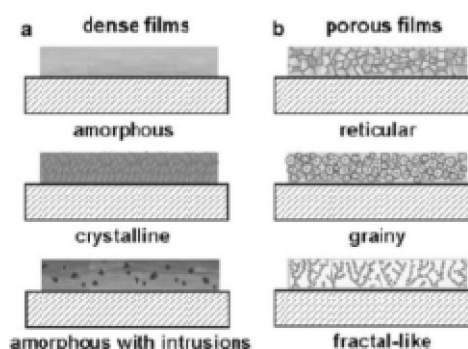 a dense films
amorphous
crystalline
amorphous with intrusions
b porous films
reticular
grainy
fractal-like